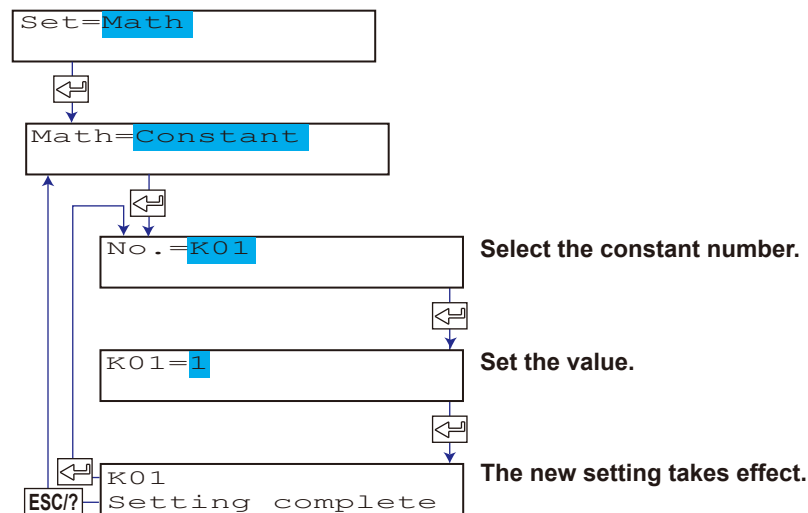 Set=Math
Math=Constant
No.=K01
Select the constant number.
K01=1
Set the value.
K01
Setting complete
The new setting takes effect.
ESC/?